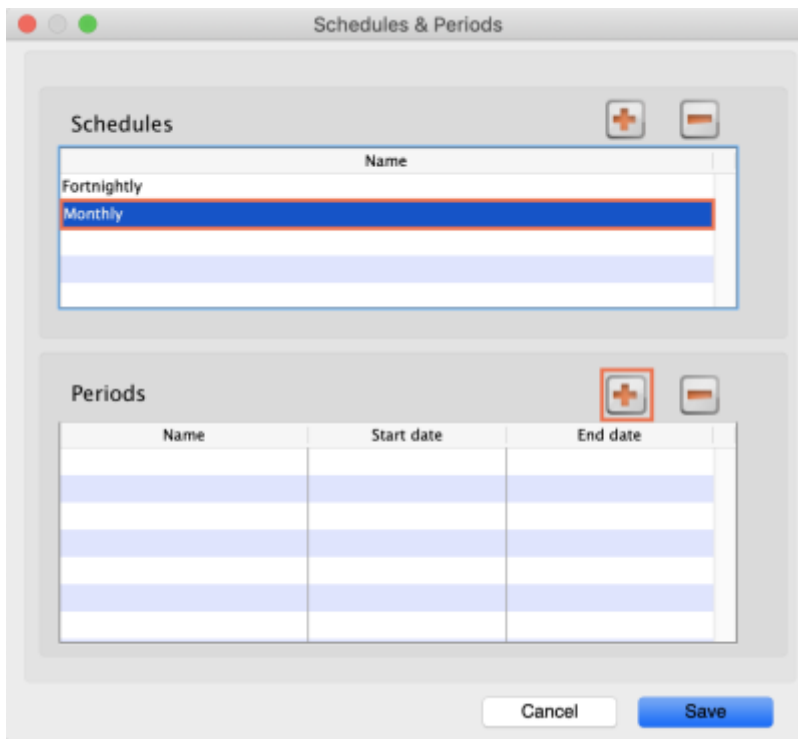 Schedules & Periods
Schedules
Name
Fortnightly
Monthly
Periods
Name Start date End date
Cancel Save